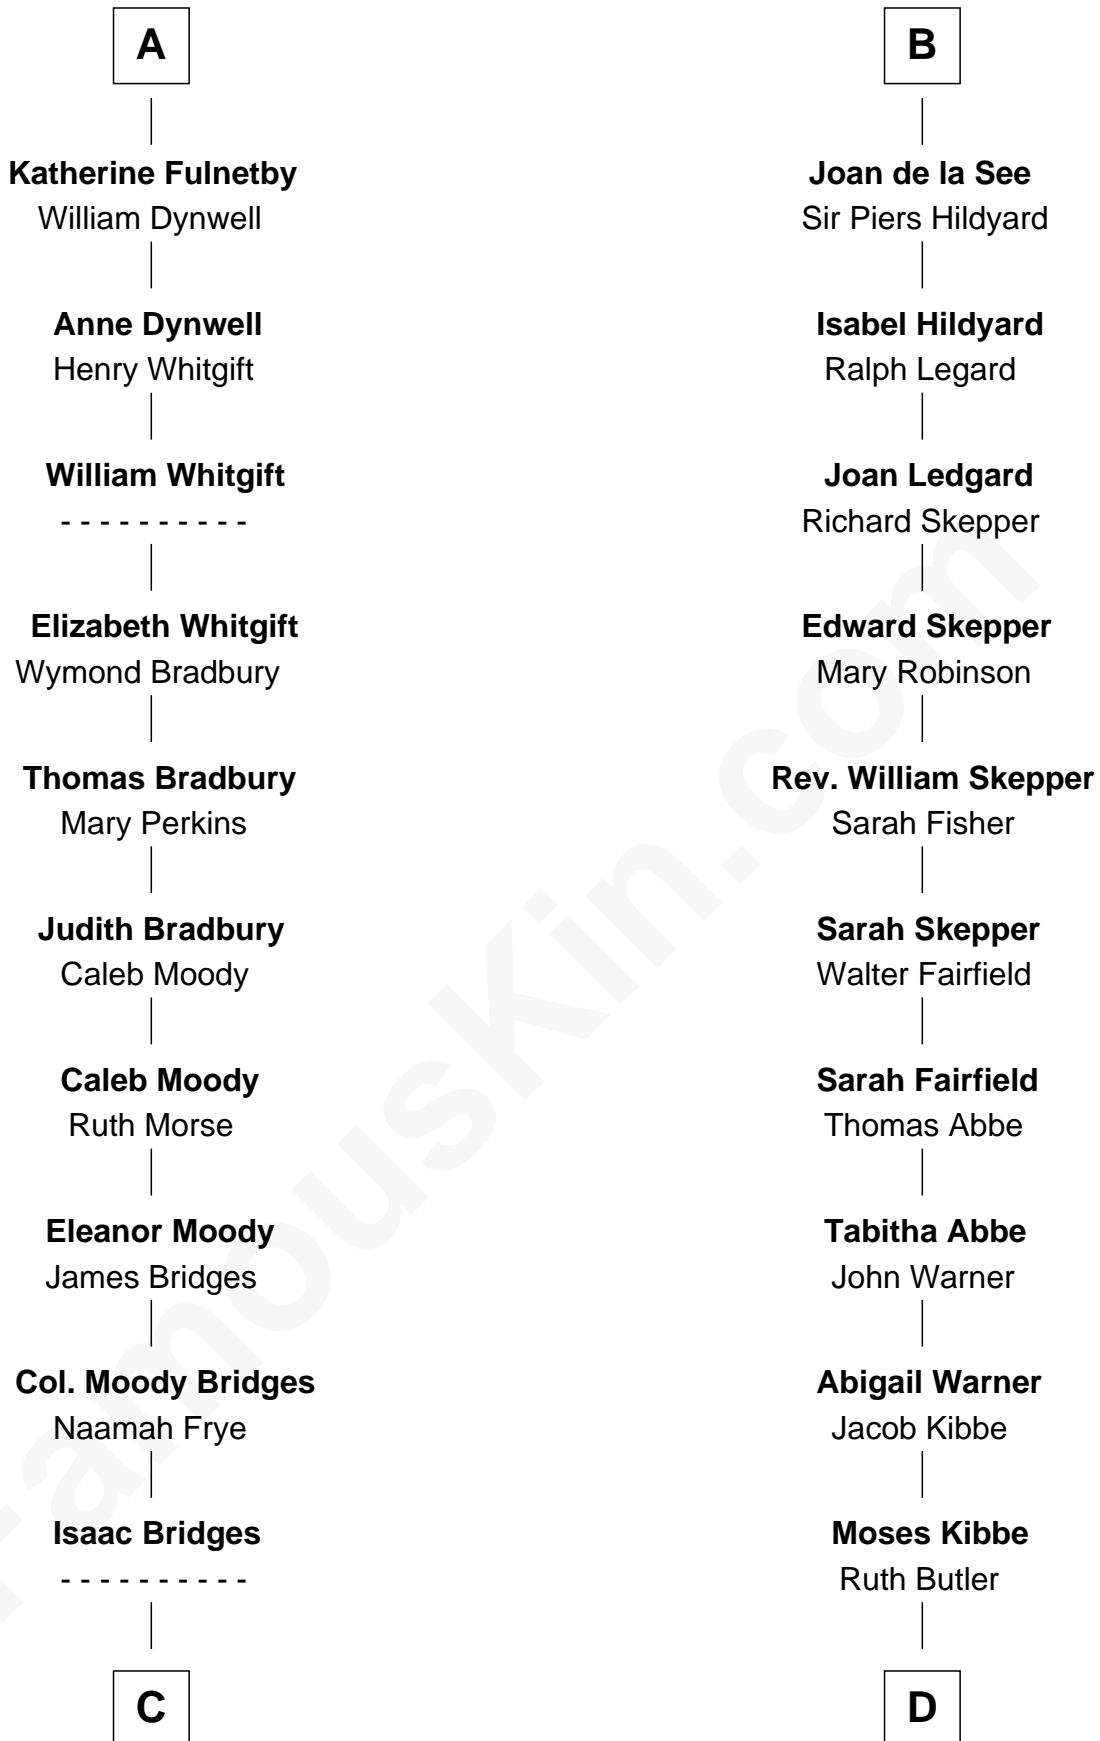 A
Katherine Fulnetby
William Dynwell
Anne Dynwell
Henry Whitgift
William Whitgift
- - - - - - - - - -
Elizabeth Whitgift
Wymond Bradbury
Thomas Bradbury
Mary Perkins
Judith Bradbury
Caleb Moody
Caleb Moody
Ruth Morse
Eleanor Moody
James Bridges
Col. Moody Bridges
Naamah Frye
Isaac Bridges
- - - - - - - - - -
C
B
Joan de la See
Sir Piers Hildyard
Isabel Hildyard
Ralph Legard
Joan Ledgard
Richard Skepper
Edward Skepper
Mary Robinson
Rev. William Skepper
Sarah Fisher
Sarah Skepper
Walter Fairfield
Sarah Fairfield
Thomas Abbe
Tabitha Abbe
John Warner
Abigail Warner
Jacob Kibbe
Moses Kibbe
Ruth Butler
D
FamousKin.com